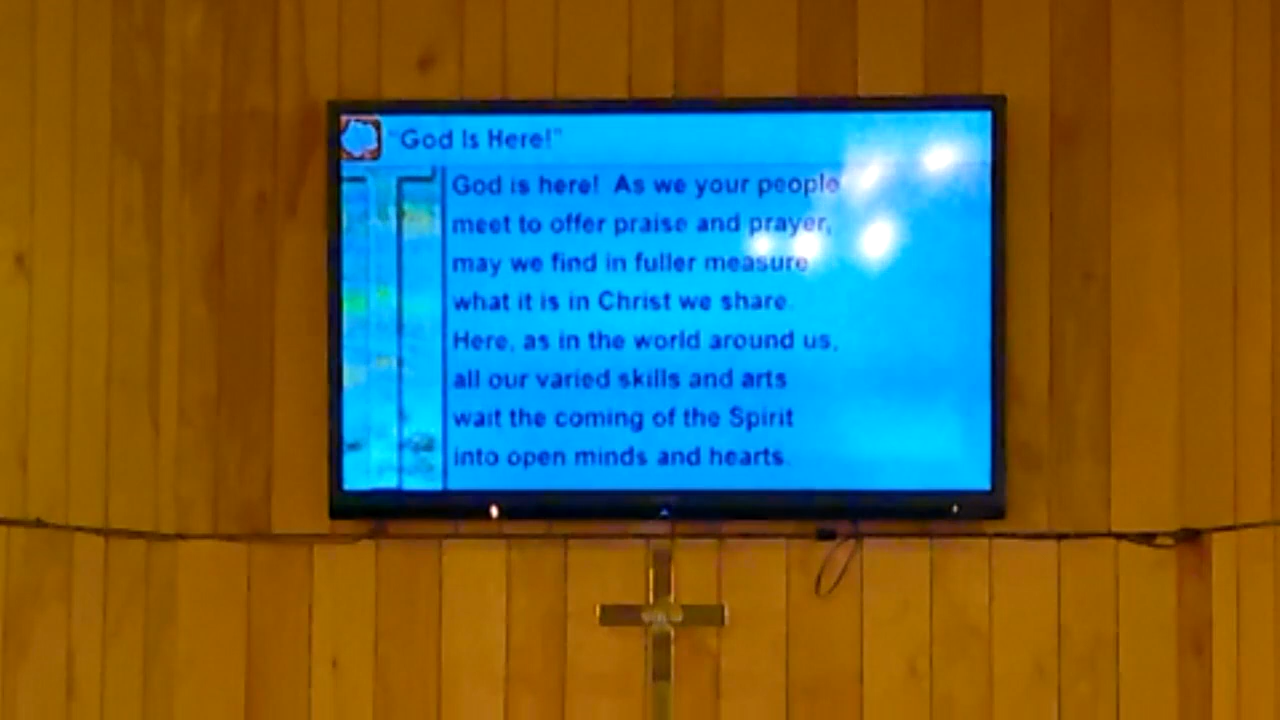 "God Is Here!"
God is here! As we your people
meet to offer praise and prayer,
may we find in fuller measure
what it is in Christ we share.
Here, as in the world around us,
all our varied skills and arts
wait the coming of the Spirit
into open minds and hearts.